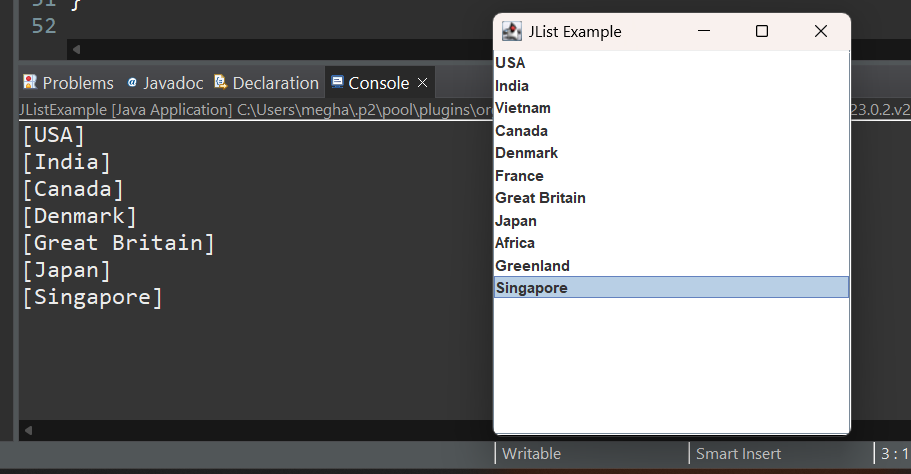 51 }
52
Problems @ Javadoc Declaration Console
JListExample [Java Application] C:\Users\megha\.p2\pool\plugins\or
23.0.2.v2
[USA]
[India]
[Canada]
[Denmark]
[Great Britain]
[Japan]
[Singapore]
JList Example
USA
India
Vietnam
Canada
Denmark
France
Great Britain
Japan
Africa
Greenland
Singapore
Writable
Smart Insert
3 : 1